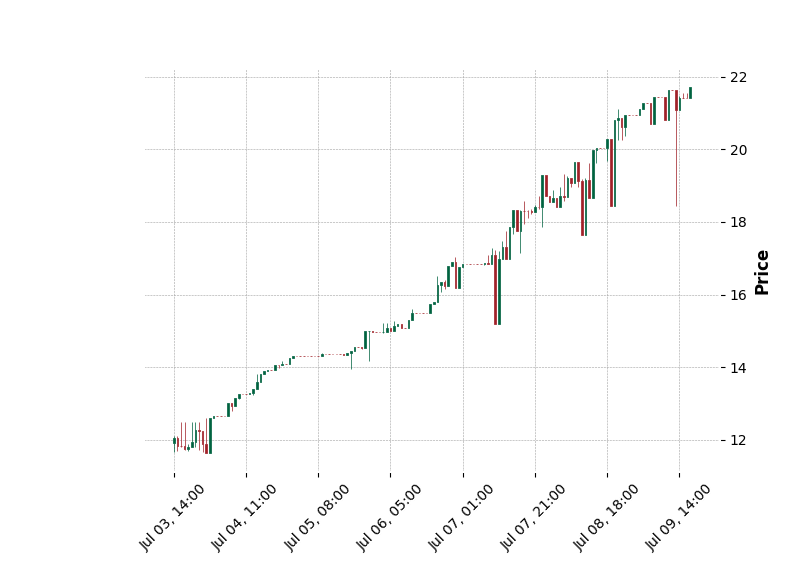 22
20
18
16
14
12
Price
Jul 03, 14:00
Jul 04, 11:00
Jul 05, 08:00
Jul 06, 05:00
Jul 07, 01:00
Jul 07, 21:00
Jul 08, 18:00
Jul 09, 14:00